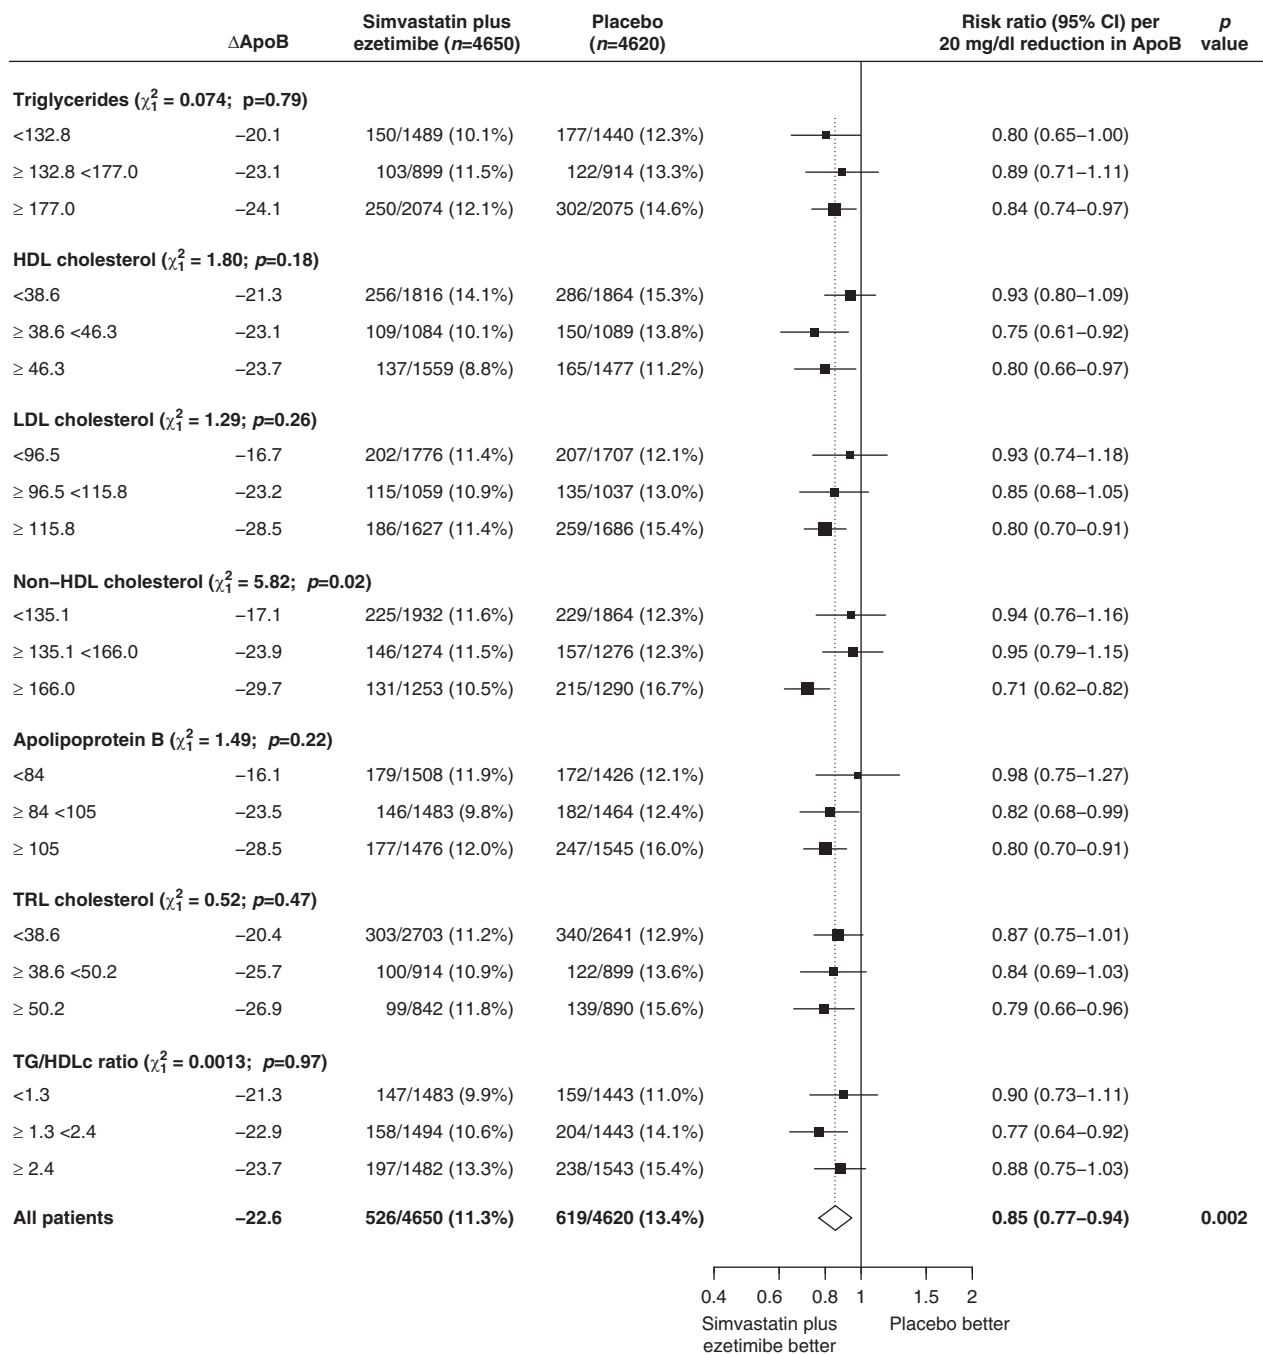 ΔApoB Simvastatin plus ezetimibe (n=4650) Placebo (n=4620) Risk ratio (95% CI) per 20 mg/dl reduction in ApoB p value
Triglycerides (χ²₁ = 0.074; p=0.79)
<132.8 −20.1 150/1489 (10.1%) 177/1440 (12.3%) 0.80 (0.65−1.00)
≥ 132.8 <177.0 −23.1 103/899 (11.5%) 122/914 (13.3%) 0.89 (0.71−1.11)
≥ 177.0 −24.1 250/2074 (12.1%) 302/2075 (14.6%) 0.84 (0.74−0.97)
HDL cholesterol (χ²₁ = 1.80; p=0.18)
<38.6 −21.3 256/1816 (14.1%) 286/1864 (15.3%) 0.93 (0.80−1.09)
≥ 38.6 <46.3 −23.1 109/1084 (10.1%) 150/1089 (13.8%) 0.75 (0.61−0.92)
≥ 46.3 −23.7 137/1559 (8.8%) 165/1477 (11.2%) 0.80 (0.66−0.97)
LDL cholesterol (χ²₁ = 1.29; p=0.26)
<96.5 −16.7 202/1776 (11.4%) 207/1707 (12.1%) 0.93 (0.74−1.18)
≥ 96.5 <115.8 −23.2 115/1059 (10.9%) 135/1037 (13.0%) 0.85 (0.68−1.05)
≥ 115.8 −28.5 186/1627 (11.4%) 259/1686 (15.4%) 0.80 (0.70−0.91)
Non−HDL cholesterol (χ²₁ = 5.82; p=0.02)
<135.1 −17.1 225/1932 (11.6%) 229/1864 (12.3%) 0.94 (0.76−1.16)
≥ 135.1 <166.0 −23.9 146/1274 (11.5%) 157/1276 (12.3%) 0.95 (0.79−1.15)
≥ 166.0 −29.7 131/1253 (10.5%) 215/1290 (16.7%) 0.71 (0.62−0.82)
Apolipoprotein B (χ²₁ = 1.49; p=0.22)
<84 −16.1 179/1508 (11.9%) 172/1426 (12.1%) 0.98 (0.75−1.27)
≥ 84 <105 −23.5 146/1483 (9.8%) 182/1464 (12.4%) 0.82 (0.68−0.99)
≥ 105 −28.5 177/1476 (12.0%) 247/1545 (16.0%) 0.80 (0.70−0.91)
TRL cholesterol (χ²₁ = 0.52; p=0.47)
<38.6 −20.4 303/2703 (11.2%) 340/2641 (12.9%) 0.87 (0.75−1.01)
≥ 38.6 <50.2 −25.7 100/914 (10.9%) 122/899 (13.6%) 0.84 (0.69−1.03)
≥ 50.2 −26.9 99/842 (11.8%) 139/890 (15.6%) 0.79 (0.66−0.96)
TG/HDLc ratio (χ²₁ = 0.0013; p=0.97)
<1.3 −21.3 147/1483 (9.9%) 159/1443 (11.0%) 0.90 (0.73−1.11)
≥ 1.3 <2.4 −22.9 158/1494 (10.6%) 204/1443 (14.1%) 0.77 (0.64−0.92)
≥ 2.4 −23.7 197/1482 (13.3%) 238/1543 (15.4%) 0.88 (0.75−1.03)
All patients −22.6 526/4650 (11.3%) 619/4620 (13.4%) 0.85 (0.77−0.94) 0.002
0.4 0.6 0.8 1 1.5 2
Simvastatin plus ezetimibe better Placebo better